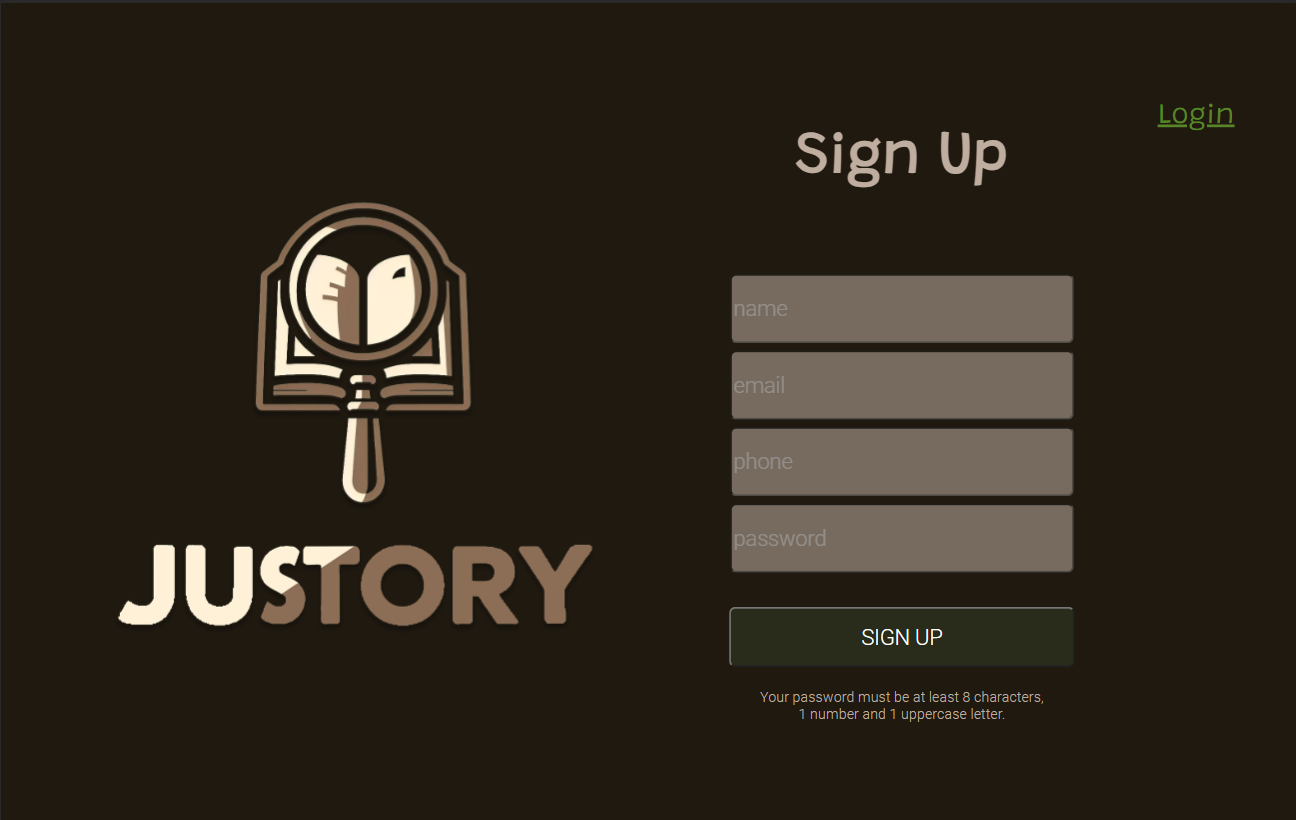 Login
Sign Up
name
email
phone
password
JUSTORY
SIGN UP
Your password must be at least 8 characters,
1 number and 1 uppercase letter.